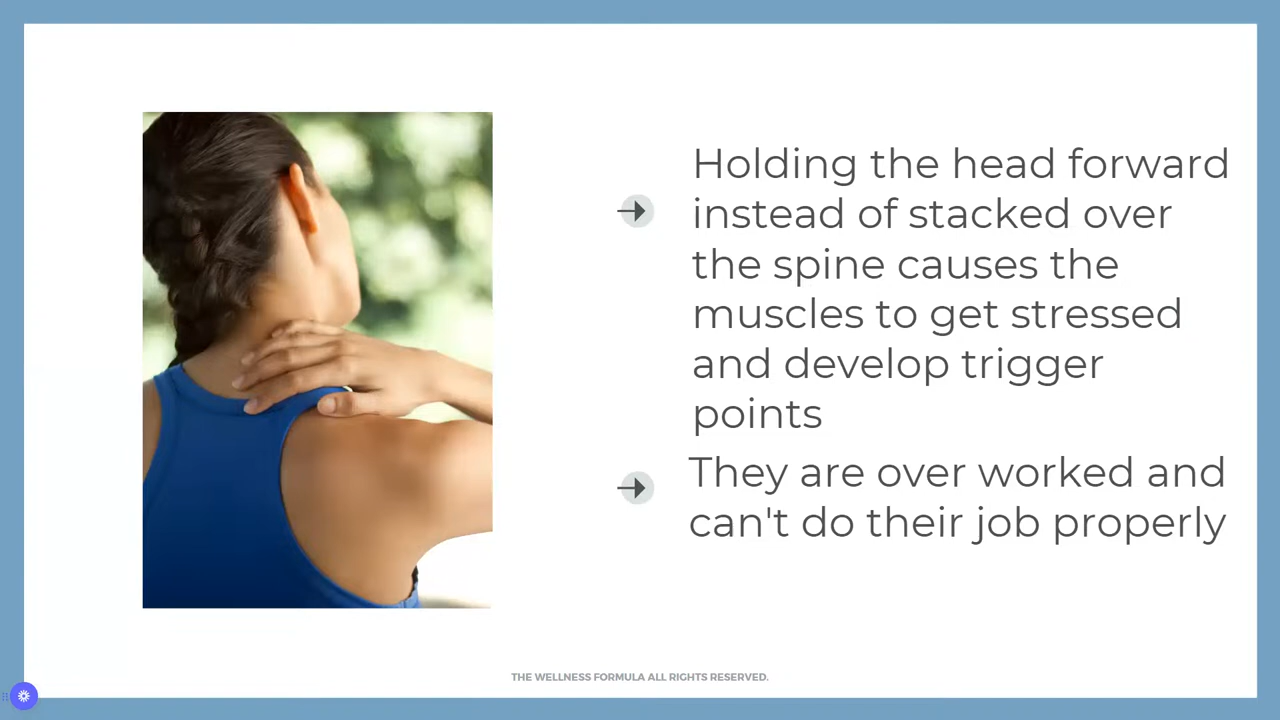 Holding the head forward
instead of stacked over
the spine causes the
muscles to get stressed
and develop trigger
points
They are over worked and
can't do their job properly
THE WELLNESS FORMULA ALL RIGHTS RESERVED.